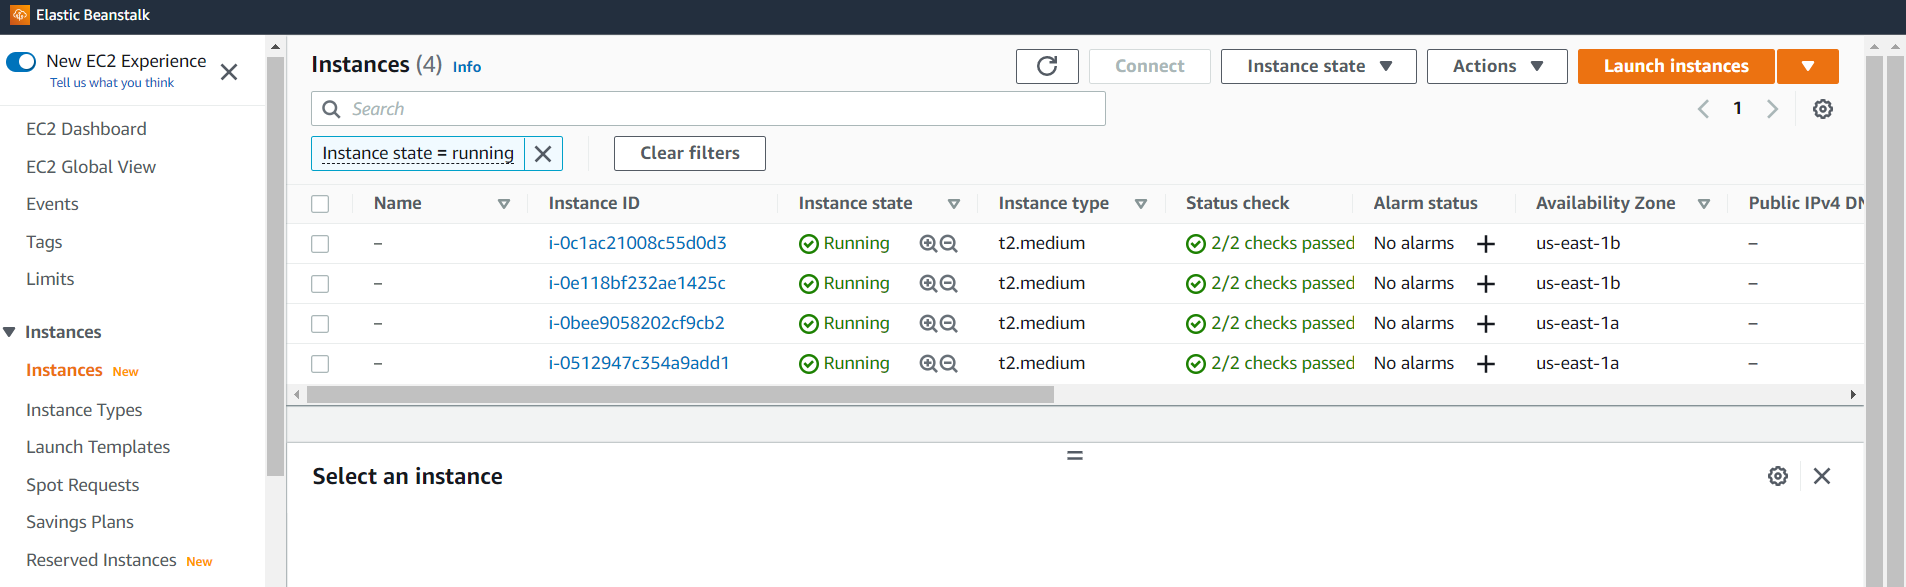 Elastic Beanstalk
New EC2 Experience
Tell us what you think
EC2 Dashboard
EC2 Global View
Events
Tags
Limits
Instances
Instances New
Instance Types
Launch Templates
Spot Requests
Savings Plans
Reserved Instances New
Instances (4) Info
Connect
Instance state
Actions
Launch instances
Search
1
Instance state = running
Clear filters
Name Instance ID Instance state Instance type Status check Alarm status Availability Zone Public IPv4 DN
– i-0c1ac21008c55d0d3 Running t2.medium 2/2 checks passed No alarms + us-east-1b –
– i-0e118bf232ae1425c Running t2.medium 2/2 checks passed No alarms + us-east-1b –
– i-0bee9058202cf9cb2 Running t2.medium 2/2 checks passed No alarms + us-east-1a –
– i-0512947c354a9add1 Running t2.medium 2/2 checks passed No alarms + us-east-1a –
Select an instance